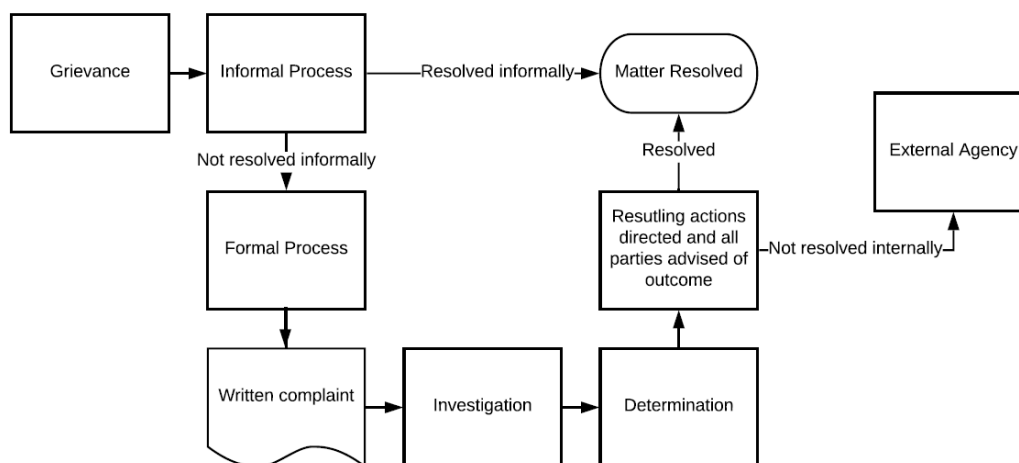 Grievance
Informal Process
Resolved informally
Matter Resolved
External Agency
Not resolved informally
Resolved
Formal Process
Resutling actions
directed and all
parties advised of
outcome
Not resolved internally
Written complaint
Investigation
Determination